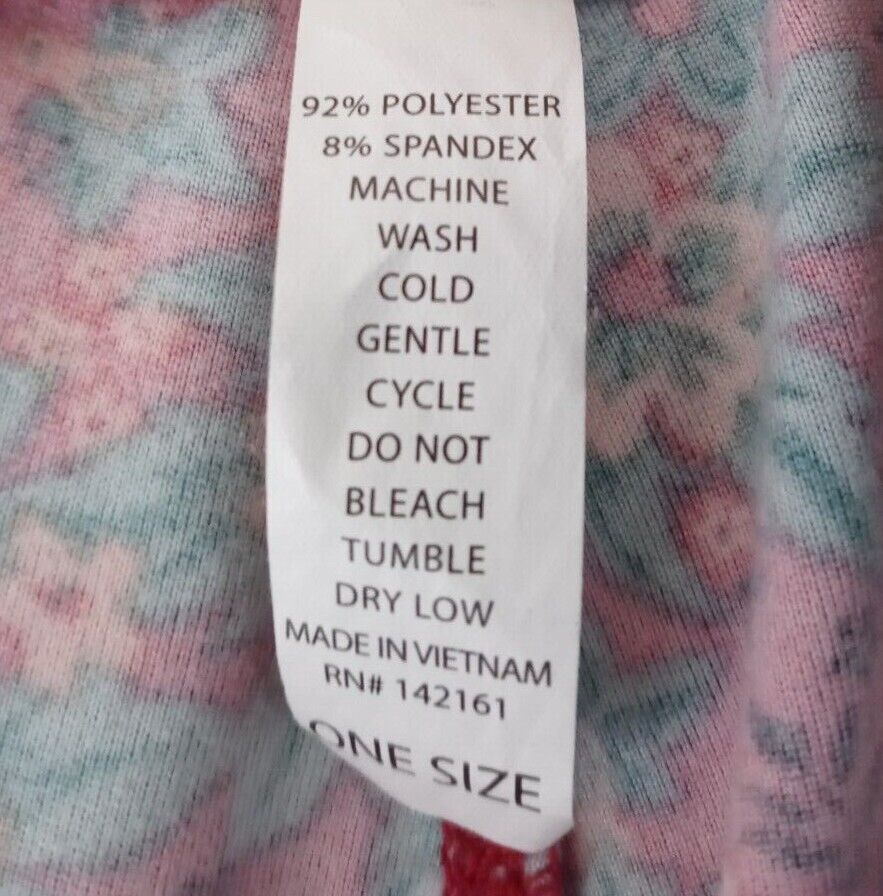 92% POLYESTER
8% SPANDEX
MACHINE
WASH
COLD
GENTLE
CYCLE
DO NOT
BLEACH
TUMBLE
DRY LOW
MADE IN VIETNAM
RN# 142161
ONE SIZE